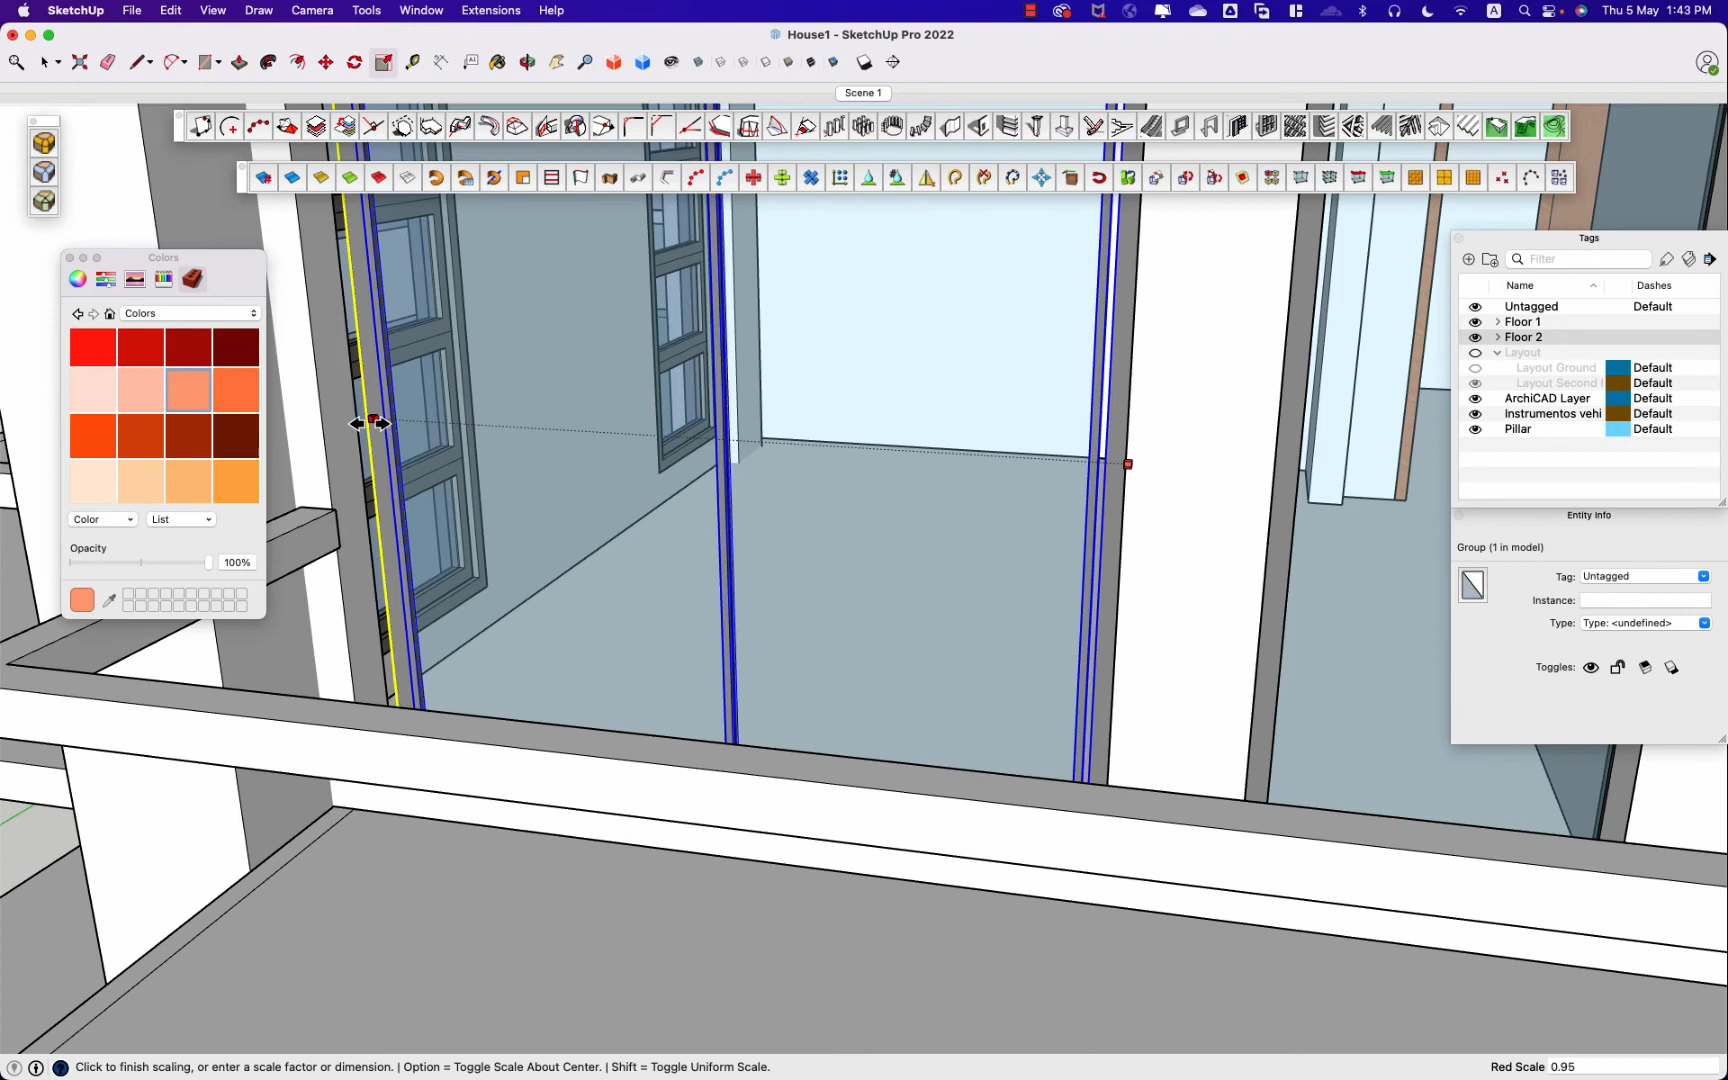 SketchUp File Edit View Draw Camera Tools Window Extensions Help
Thu 5 May 1:43 PM
House1 - SketchUp Pro 2022
Scene 1
Colors
Colors
Color
List
Opacity
100%
Tags
Filter
Name Dashes
Untagged Default
Floor 1
Floor 2
Layout
Layout Ground Default
Layout Second Default
ArchiCAD Layer Default
Instrumentos vehi Default
Pillar Default
Entity Info
Group (1 in model)
Tag: Untagged
Instance:
Type: Type: <undefined>
Toggles:
Click to finish scaling, or enter a scale factor or dimension. | Option = Toggle Scale About Center. | Shift = Toggle Uniform Scale.
Red Scale 0.95